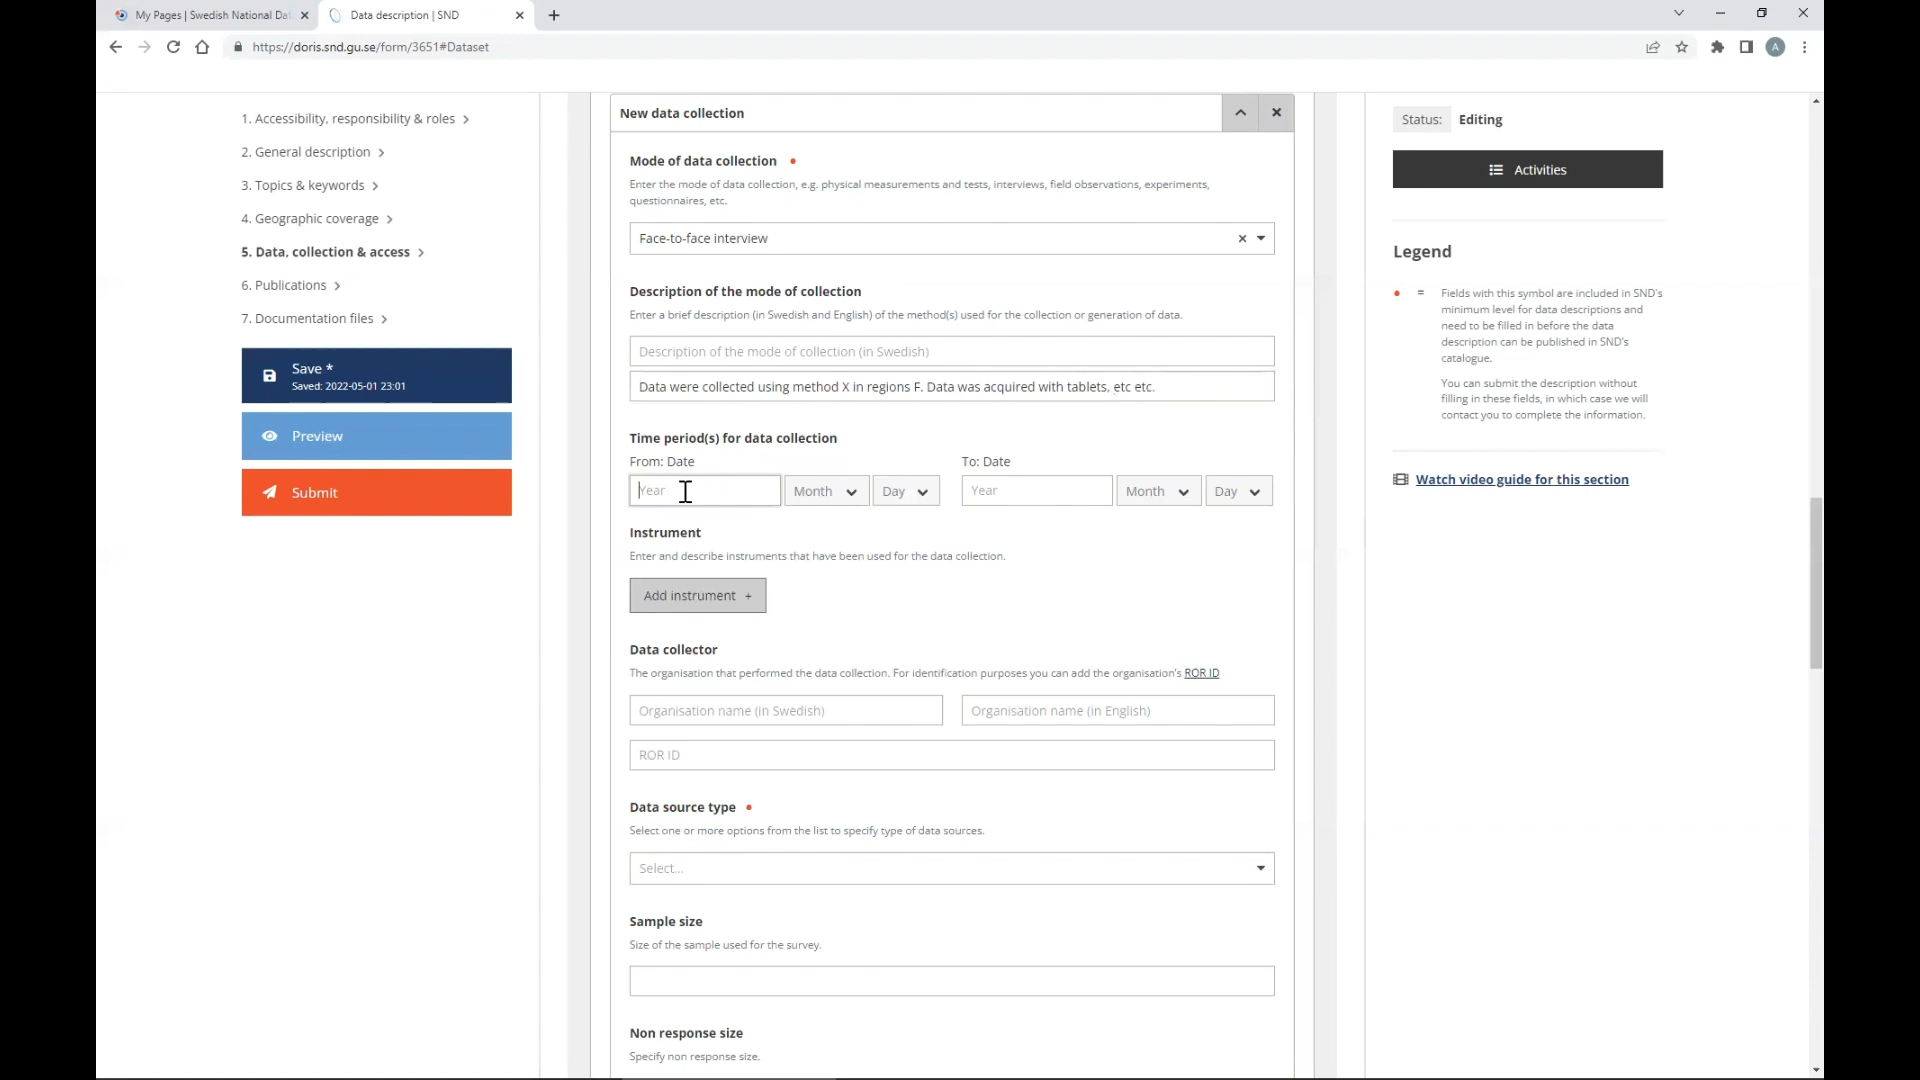 My Pages | Swedish National Dat
Data description | SND
https://doris.snd.gu.se/form/3651#Dataset
A
1. Accessibility, responsibility & roles
2. General description
3. Topics & keywords
4. Geographic coverage
5. Data, collection & access
6. Publications
7. Documentation files
Save *
Saved: 2022-05-01 23:01
Preview
Submit
New data collection
Mode of data collection
Enter the mode of data collection, e.g. physical measurements and tests, interviews, field observations, experiments,
questionnaires, etc.
Face-to-face interview
Description of the mode of collection
Enter a brief description (in Swedish and English) of the method(s) used for the collection or generation of data.
Description of the mode of collection (in Swedish)
Data were collected using method X in regions F. Data was acquired with tablets, etc etc.
Time period(s) for data collection
From: Date To: Date
Year Month Day Year Month Day
Instrument
Enter and describe instruments that have been used for the data collection.
Add instrument +
Data collector
The organisation that performed the data collection. For identification purposes you can add the organisation's ROR ID
Organisation name (in Swedish) Organisation name (in English)
ROR ID
Data source type
Select one or more options from the list to specify type of data sources.
Select...
Sample size
Size of the sample used for the survey.
Non response size
Specify non response size.
Status: Editing
Activities
Legend
= Fields with this symbol are included in SND's
minimum level for data descriptions and
need to be filled in before the data
description can be published in SND's
catalogue.
You can submit the description without
filling in these fields, in which case we will
contact you to complete the information.
Watch video guide for this section